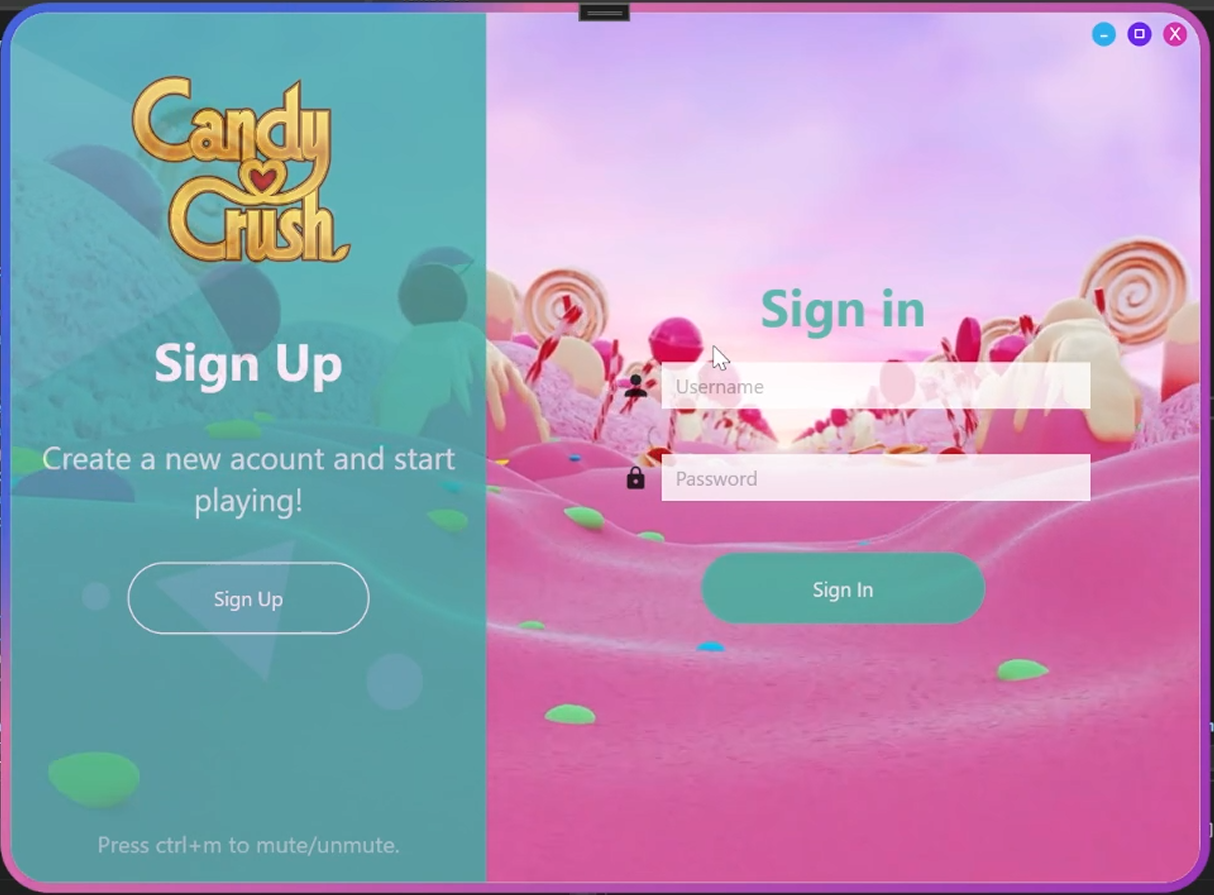 Candy
Crush
Sign Up
Create a new acount and start
playing!
Sign Up
Press ctrl+m to mute/unmute.
X
Sign in
Username
Password
Sign In